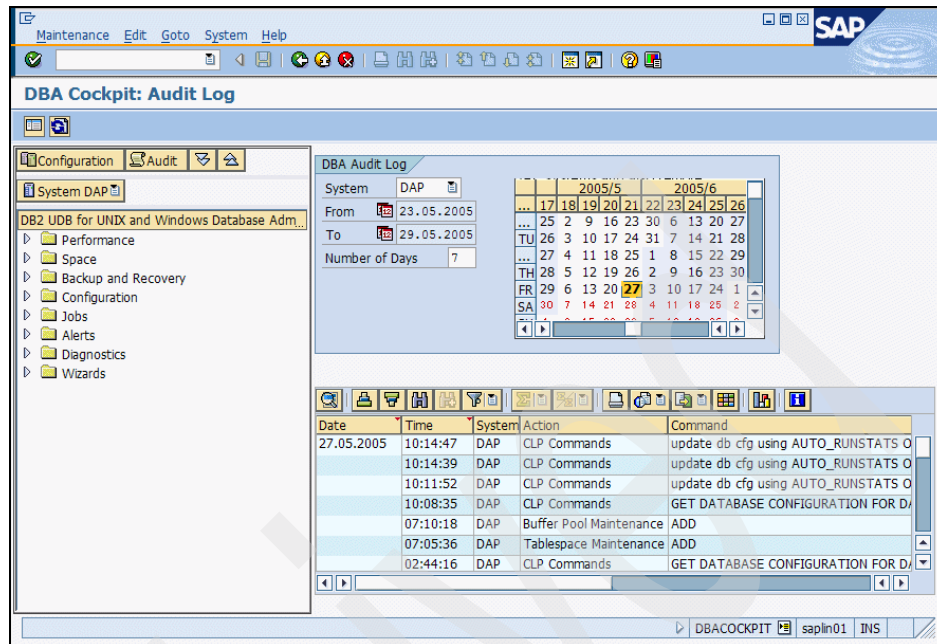 Maintenance Edit Goto System Help
SAP
DBA Cockpit: Audit Log
Configuration Audit
System DAP
DB2 UDB for UNIX and Windows Database Adm...
Performance
Space
Backup and Recovery
Configuration
Jobs
Alerts
Diagnostics
Wizards
DBA Audit Log
System DAP
From 23.05.2005
To 29.05.2005
Number of Days 7
2005/5 2005/6
... 17 18 19 20 21 22 23 24 25 26
... 25 2 9 16 23 30 6 13 20 27
TU 26 3 10 17 24 31 7 14 21 28
... 27 4 11 18 25 1 8 15 22 29
TH 28 5 12 19 26 2 9 16 23 30
FR 29 6 13 20 27 3 10 17 24 1
SA 30 7 14 21 28 4 11 18 25 2
Date Time System Action Command
27.05.2005 10:14:47 DAP CLP Commands update db cfg using AUTO_RUNSTATS O
10:14:39 DAP CLP Commands update db cfg using AUTO_RUNSTATS O
10:11:52 DAP CLP Commands update db cfg using AUTO_RUNSTATS O
10:08:35 DAP CLP Commands GET DATABASE CONFIGURATION FOR DA
07:10:18 DAP Buffer Pool Maintenance ADD
07:05:36 DAP Tablespace Maintenance ADD
02:44:16 DAP CLP Commands GET DATABASE CONFIGURATION FOR DA
DBACOCKPIT saplin01 INS